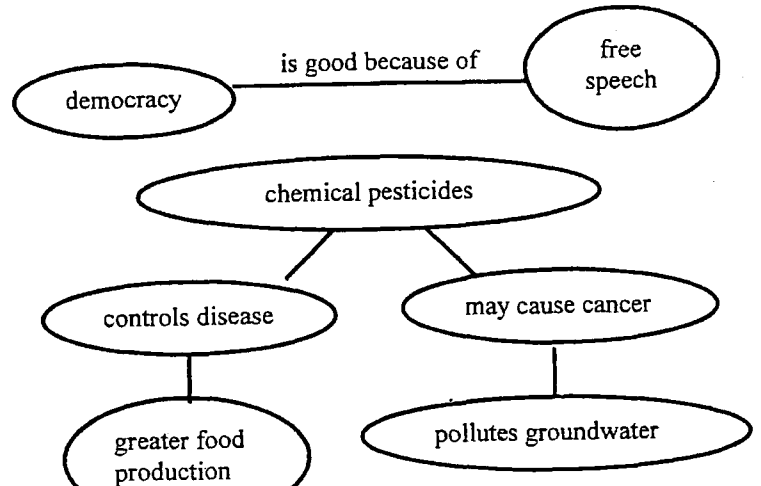 is good because of
free
speech
democracy
chemical pesticides
controls disease
may cause cancer
greater food
production
pollutes groundwater